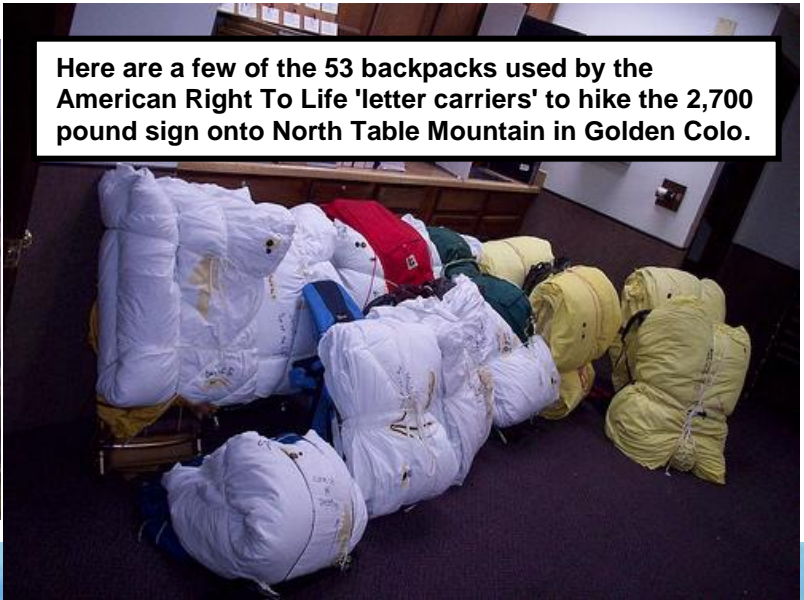 Here are a few of the 53 backpacks used by the
American Right To Life 'letter carriers' to hike the 2,700
pound sign onto North Table Mountain in Golden Colo.